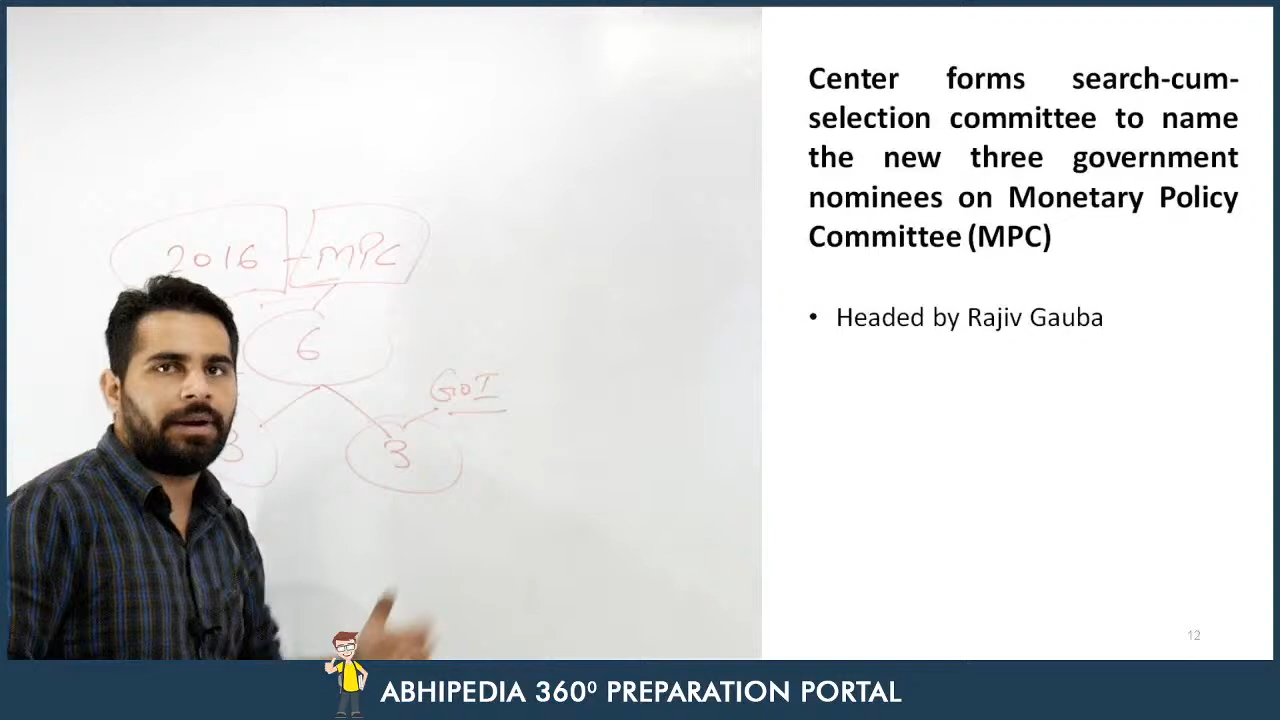 2016 - MPC
6
GOI
3
3
Center forms search-cum-
selection committee to name
the new three government
nominees on Monetary Policy
Committee (MPC)
• Headed by Rajiv Gauba
12
ABHIPEDIA 360⁰ PREPARATION PORTAL